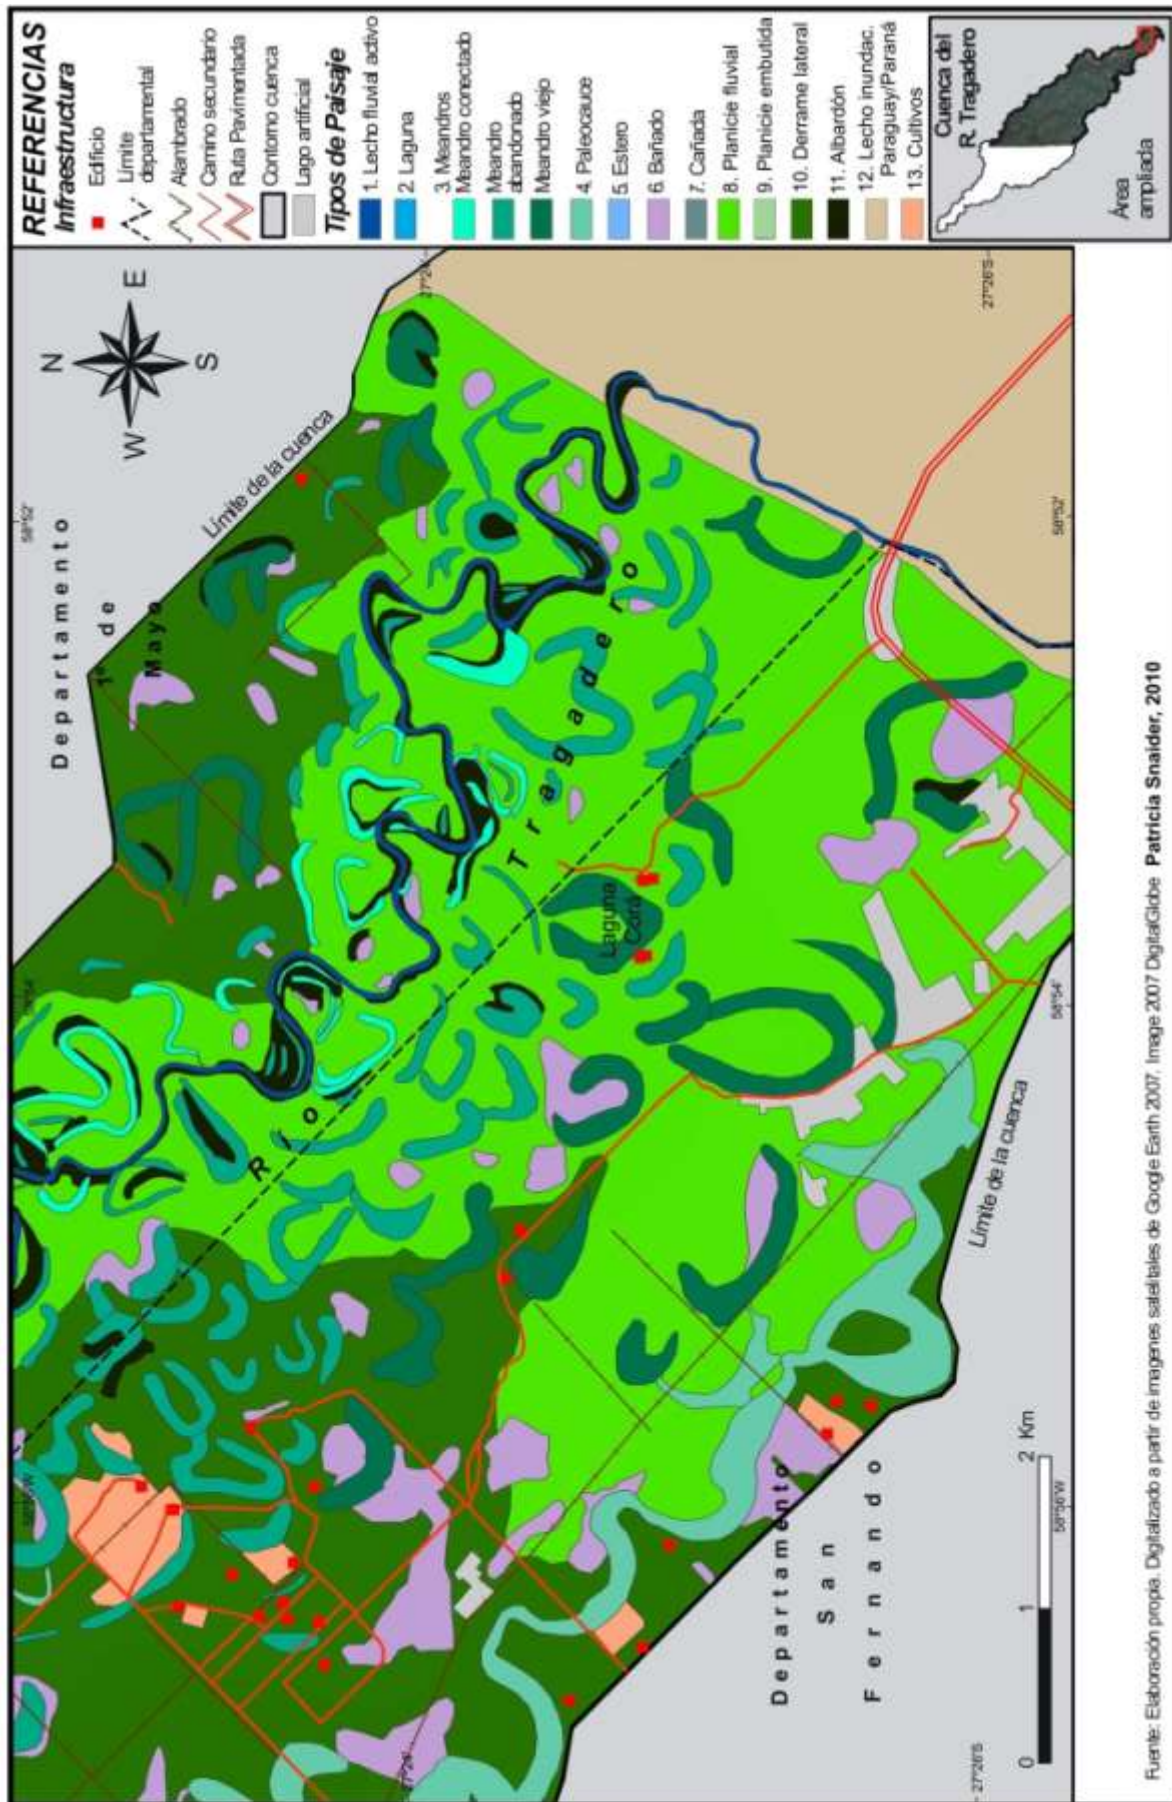 REFERENCIAS
Infraestructura
Edificio
Límite
departamental
Alambrado
Camino secundario
Ruta Pavimentada
Contorno cuenca
Lago artificial
Tipos de Paisaje
1. Lecho fluvial activo
2. Laguna
3. Meandros
Meandro conectado
Meandro
abandonado
Meandro viejo
4. Paleocauce
5. Estero
6. Bañado
7. Cañada
8. Planicie fluvial
9. Planicie embutida
10. Derrame lateral
11. Albardón
12. Lecho inundac.
Paraguay/Paraná
13. Cultivos
Cuenca del
R. Tragadero
Área
ampliada
N
W
E
S
58°52'
Departamento
1º de
Mayo
Límite de la cuenca
27°26'S
Río Tragadero
Laguna
Corá
58°52'
58°54'
58°56'W
Límite de la cuenca
Departamento
San
Fernando
27°26'S
0 1 2 Km
Fuente: Elaboración propia. Digitalizado a partir de imagenes satelitales de Google Earth 2007, Image 2007 DigitalGlobe Patricia Snaider, 2010